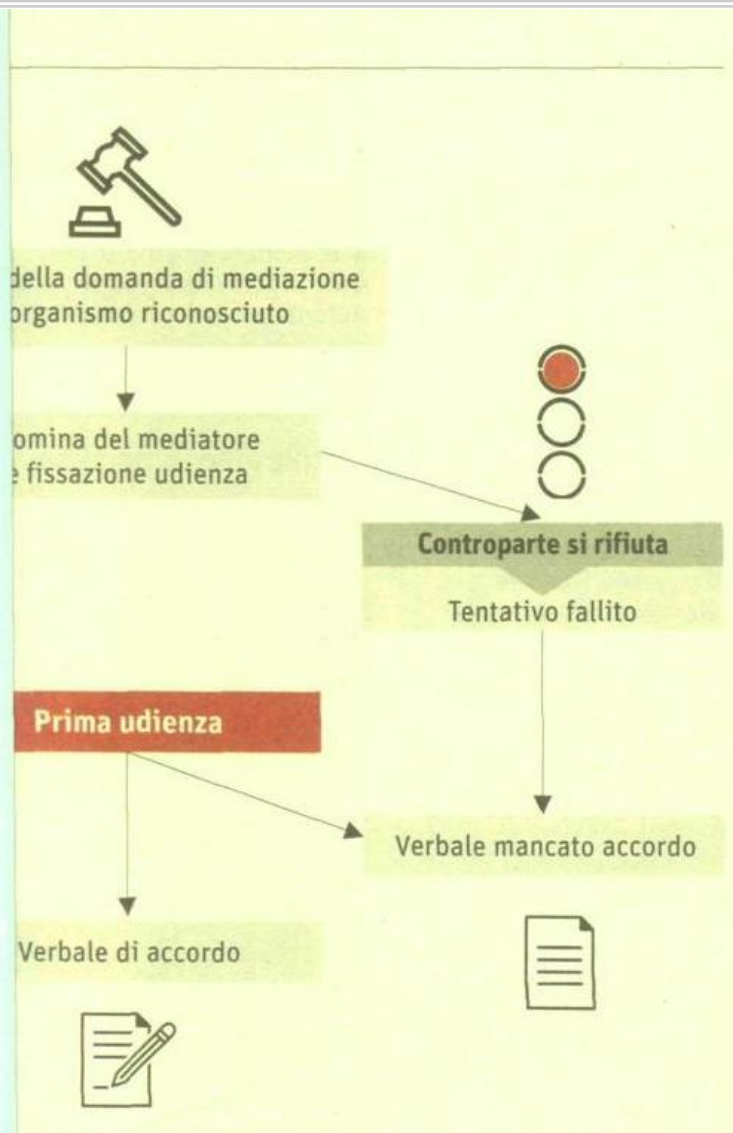 della domanda di mediazione
organismo riconosciuto
omina del mediatore
e fissazione udienza
Controparte si rifiuta
Tentativo fallito
Prima udienza
Verbale mancato accordo
Verbale di accordo